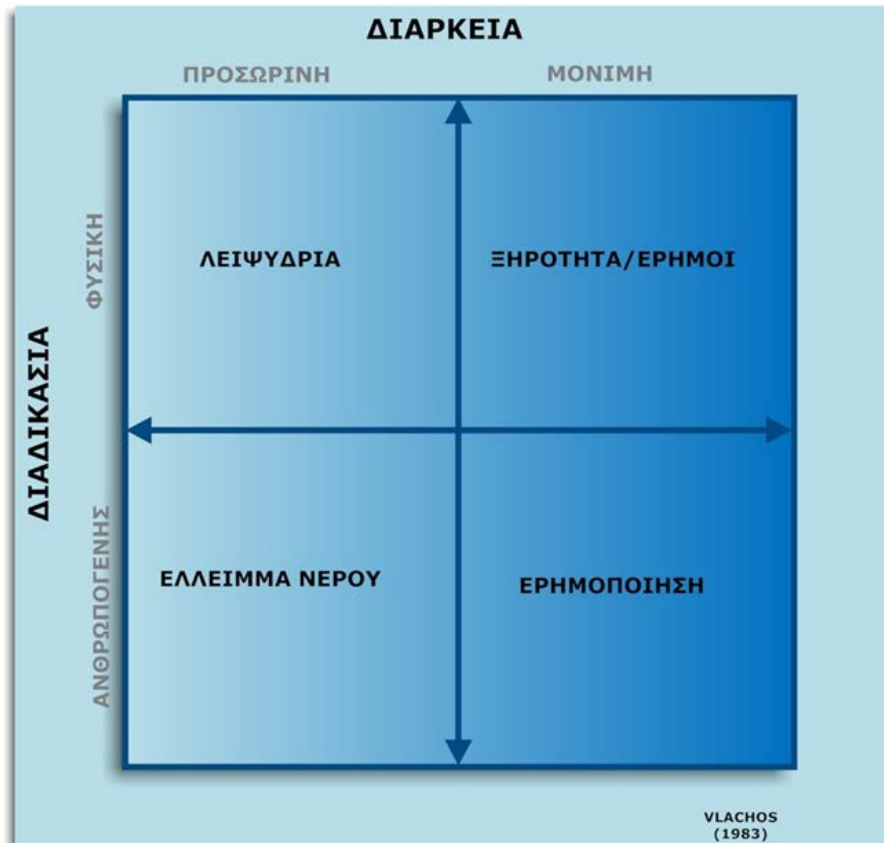 ΔΙΑΡΚΕΙΑ
ΠΡΟΣΩΡΙΝΗ ΜΟΝΙΜΗ
ΔΙΑΔΙΚΑΣΙΑ
ΦΥΣΙΚΗ
ΛΕΙΨΥΔΡΙΑ ΞΗΡΟΤΗΤΑ/ΕΡΗΜΟΙ
ΑΝΘΡΩΠΟΓΕΝΗΣ
ΕΛΛΕΙΜΜΑ ΝΕΡΟΥ ΕΡΗΜΟΠΟΙΗΣΗ
VLACHOS
(1983)